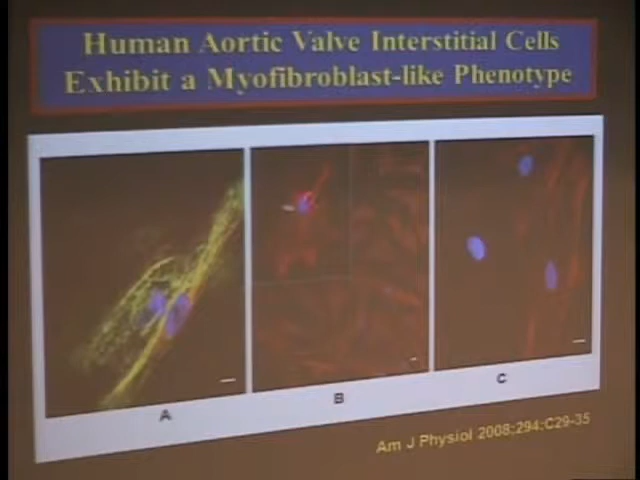 Human Aortic Valve Interstitial Cells
Exhibit a Myofibroblast-like Phenotype
A
B
C
Am J Physiol 2008;294:C29-35